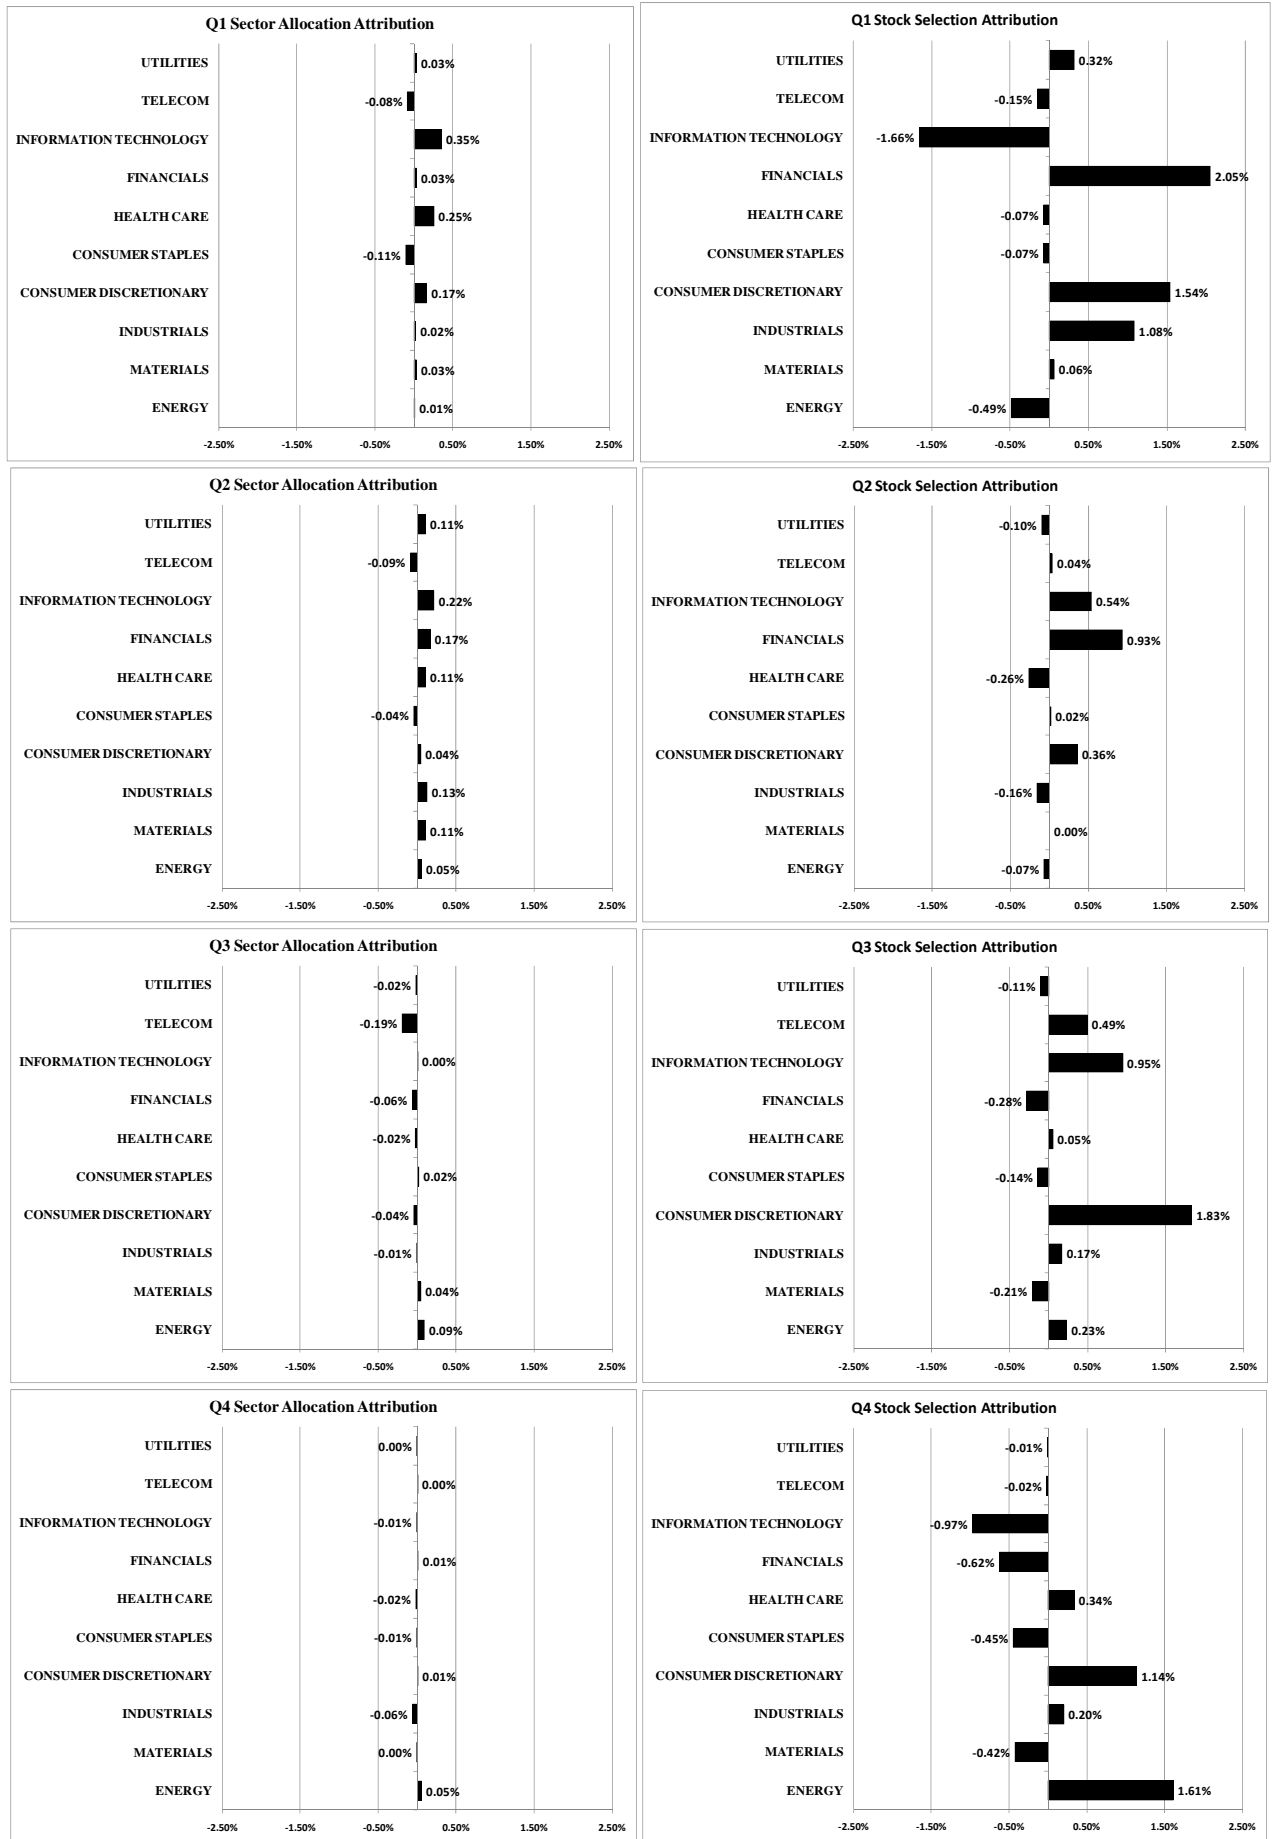 Q1 Sector Allocation Attribution
UTILITIES 0.03%
TELECOM -0.08%
INFORMATION TECHNOLOGY 0.35%
FINANCIALS 0.03%
HEALTH CARE 0.25%
CONSUMER STAPLES -0.11%
CONSUMER DISCRETIONARY 0.17%
INDUSTRIALS 0.02%
MATERIALS 0.03%
ENERGY 0.01%
-2.50% -1.50% -0.50% 0.50% 1.50% 2.50%
Q1 Stock Selection Attribution
UTILITIES 0.32%
TELECOM -0.15%
INFORMATION TECHNOLOGY -1.66%
FINANCIALS 2.05%
HEALTH CARE -0.07%
CONSUMER STAPLES -0.07%
CONSUMER DISCRETIONARY 1.54%
INDUSTRIALS 1.08%
MATERIALS 0.06%
ENERGY -0.49%
-2.50% -1.50% -0.50% 0.50% 1.50% 2.50%
Q2 Sector Allocation Attribution
UTILITIES 0.11%
TELECOM -0.09%
INFORMATION TECHNOLOGY 0.22%
FINANCIALS 0.17%
HEALTH CARE 0.11%
CONSUMER STAPLES -0.04%
CONSUMER DISCRETIONARY 0.04%
INDUSTRIALS 0.13%
MATERIALS 0.11%
ENERGY 0.05%
-2.50% -1.50% -0.50% 0.50% 1.50% 2.50%
Q2 Stock Selection Attribution
UTILITIES -0.10%
TELECOM 0.04%
INFORMATION TECHNOLOGY 0.54%
FINANCIALS 0.93%
HEALTH CARE -0.26%
CONSUMER STAPLES 0.02%
CONSUMER DISCRETIONARY 0.36%
INDUSTRIALS -0.16%
MATERIALS 0.00%
ENERGY -0.07%
-2.50% -1.50% -0.50% 0.50% 1.50% 2.50%
Q3 Sector Allocation Attribution
UTILITIES -0.02%
TELECOM -0.19%
INFORMATION TECHNOLOGY 0.00%
FINANCIALS -0.06%
HEALTH CARE -0.02%
CONSUMER STAPLES 0.02%
CONSUMER DISCRETIONARY -0.04%
INDUSTRIALS -0.01%
MATERIALS 0.04%
ENERGY 0.09%
-2.50% -1.50% -0.50% 0.50% 1.50% 2.50%
Q3 Stock Selection Attribution
UTILITIES -0.11%
TELECOM 0.49%
INFORMATION TECHNOLOGY 0.95%
FINANCIALS -0.28%
HEALTH CARE 0.05%
CONSUMER STAPLES -0.14%
CONSUMER DISCRETIONARY 1.83%
INDUSTRIALS 0.17%
MATERIALS -0.21%
ENERGY 0.23%
-2.50% -1.50% -0.50% 0.50% 1.50% 2.50%
Q4 Sector Allocation Attribution
UTILITIES 0.00%
TELECOM 0.00%
INFORMATION TECHNOLOGY -0.01%
FINANCIALS 0.01%
HEALTH CARE -0.02%
CONSUMER STAPLES -0.01%
CONSUMER DISCRETIONARY 0.01%
INDUSTRIALS -0.06%
MATERIALS 0.00%
ENERGY 0.05%
-2.50% -1.50% -0.50% 0.50% 1.50% 2.50%
Q4 Stock Selection Attribution
UTILITIES -0.01%
TELECOM -0.02%
INFORMATION TECHNOLOGY -0.97%
FINANCIALS -0.62%
HEALTH CARE 0.34%
CONSUMER STAPLES -0.45%
CONSUMER DISCRETIONARY 1.14%
INDUSTRIALS 0.20%
MATERIALS -0.42%
ENERGY 1.61%
-2.50% -1.50% -0.50% 0.50% 1.50% 2.50%